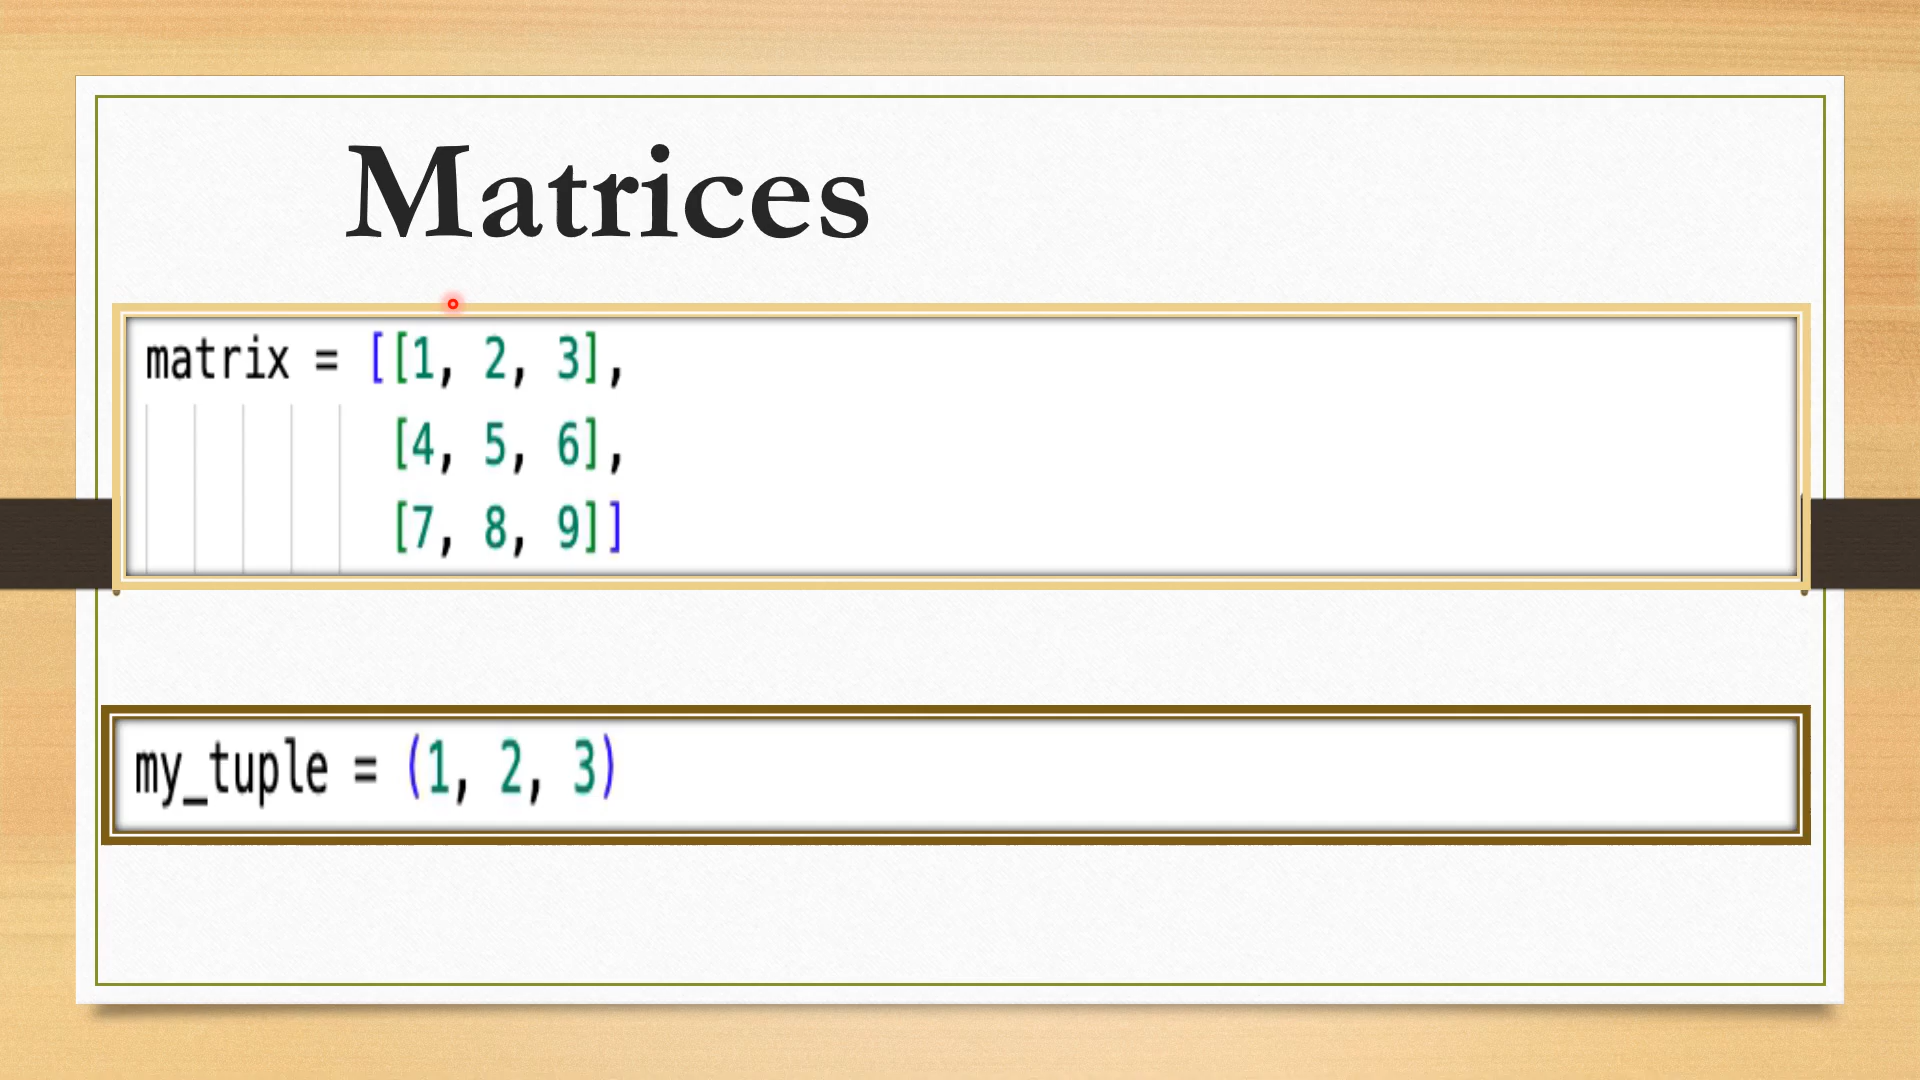 Matrices
matrix = [[1, 2, 3],
[4, 5, 6],
[7, 8, 9]]
my_tuple = (1, 2, 3)